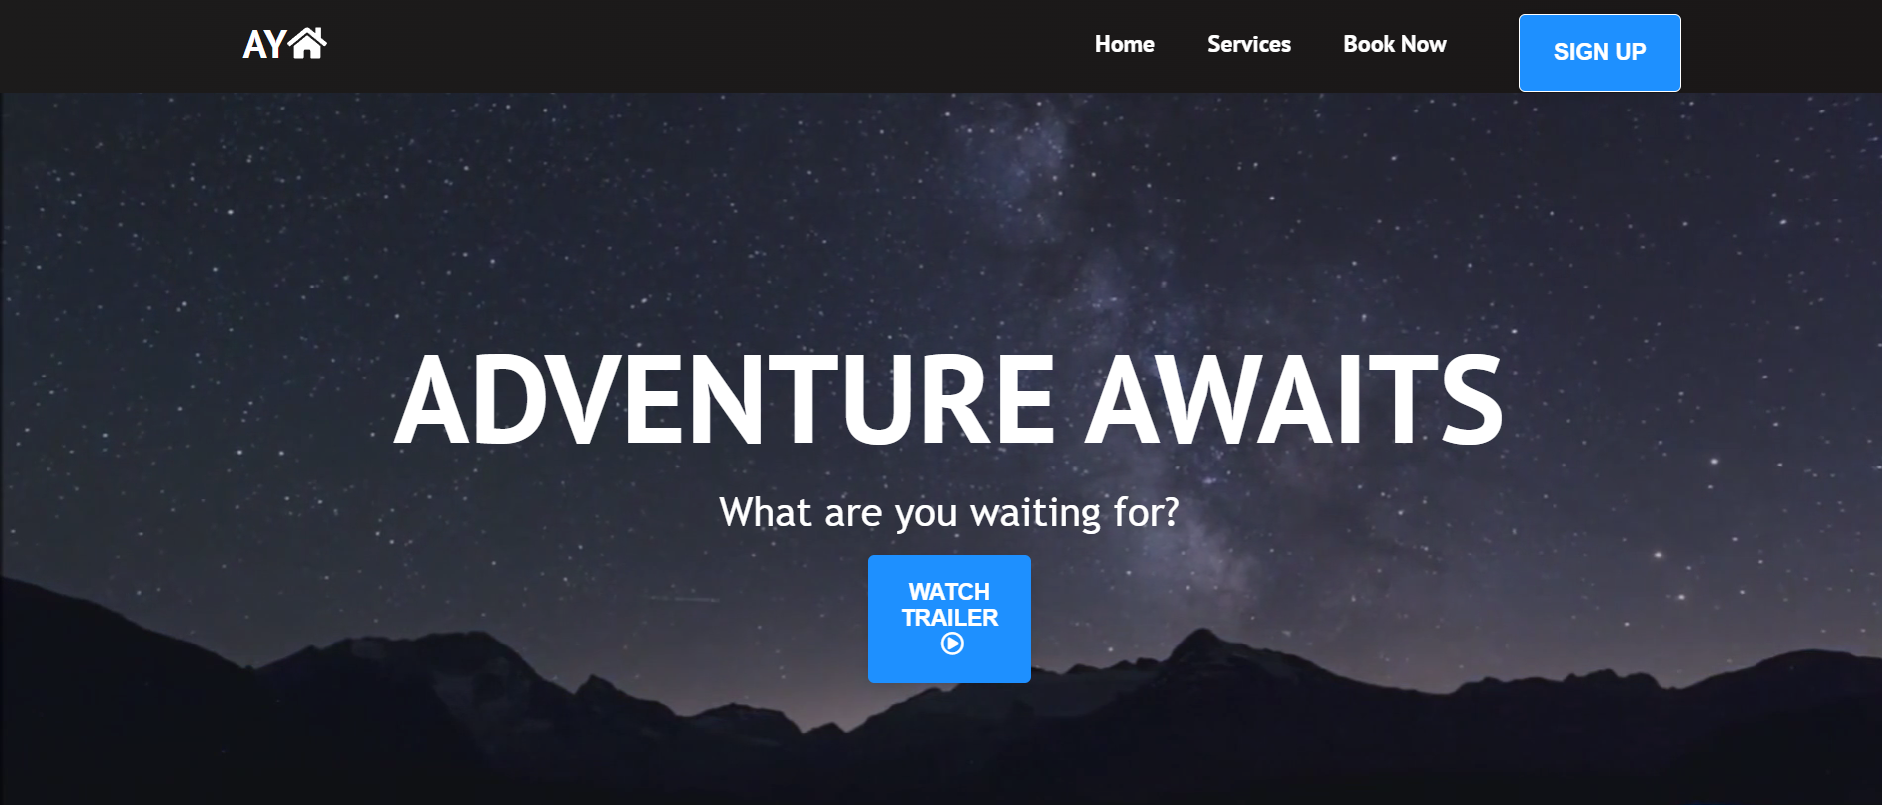 AY
Home
Services
Book Now
SIGN UP
ADVENTURE AWAITS
What are you waiting for?
WATCH
TRAILER